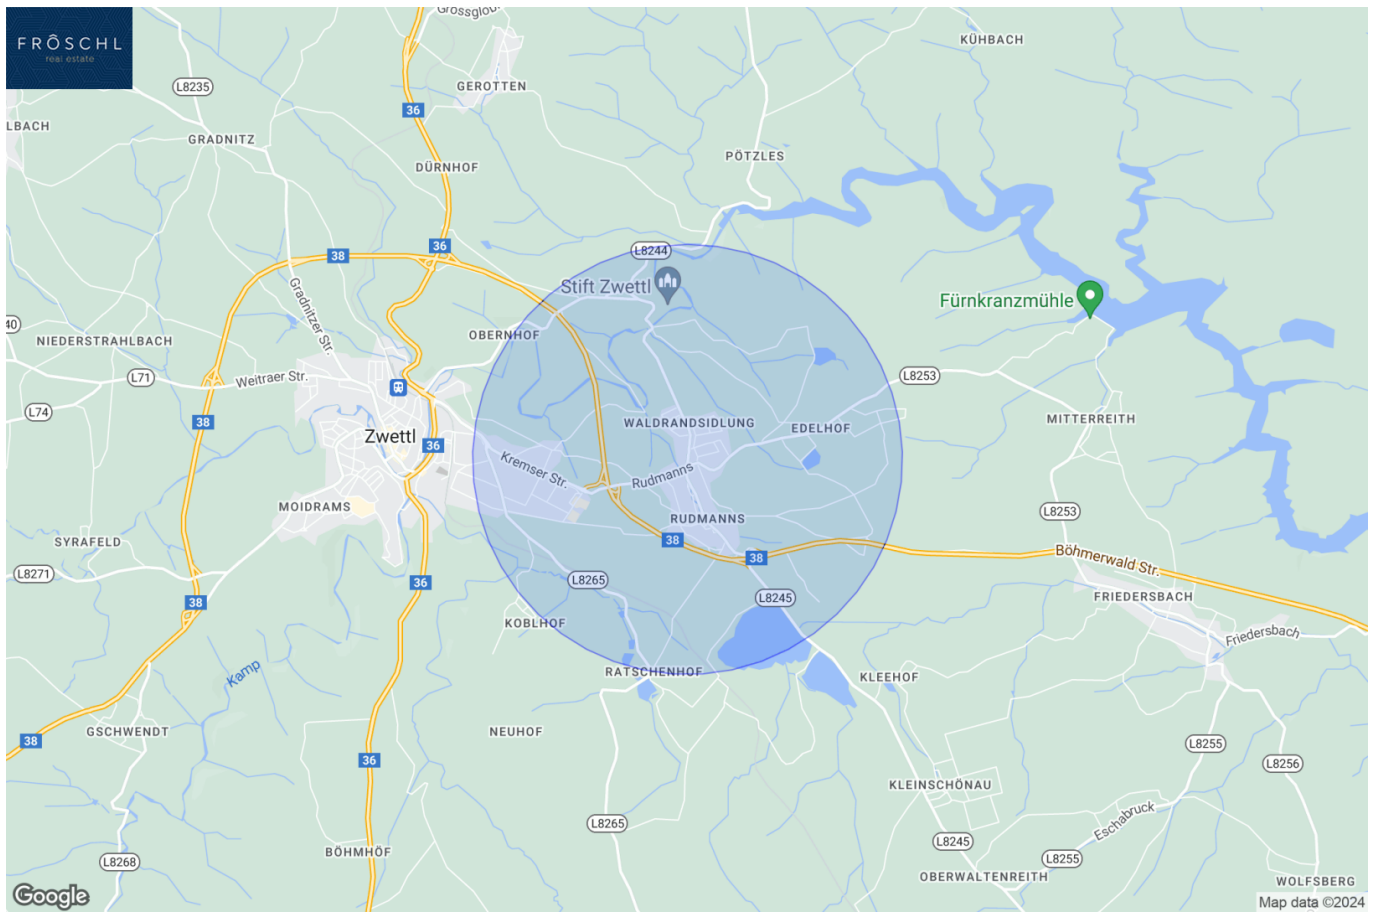 FRÔSCHL
real estate
Grossglo
KÜHBACH
GEROTTEN
L8235
36
LBACH
GRADNITZ
PÖTZLES
DÜRNHOF
36
38
L8244
Stift Zwettl
Fürnkranzmühle
Gradnitzer Str.
40
OBERNHOF
NIEDERSTRAHLBACH
L71
Weitraer Str.
L8253
L74
38
WALDRANDSIDLUNG
EDELHOF
MITTERREITH
Zwettl
36
Kremser Str.
Rudmanns
MOIDRAMS
RUDMANNS
L8253
SYRAFELD
38
38
Böhmerwald Str.
L8271
36
L8265
L8245
FRIEDERSBACH
38
KOBLHOF
Friedersbach
Kamp
RATSCHENHOF
KLEEHOF
GSCHWENDT
NEUHOF
38
36
L8255
L8256
KLEINSCHÖNAU
L8265
Eschabruck
L8245
BÖHMHÖF
L8268
L8255
OBERWALTENREITH
WOLFSBERG
Google
Map data ©2024